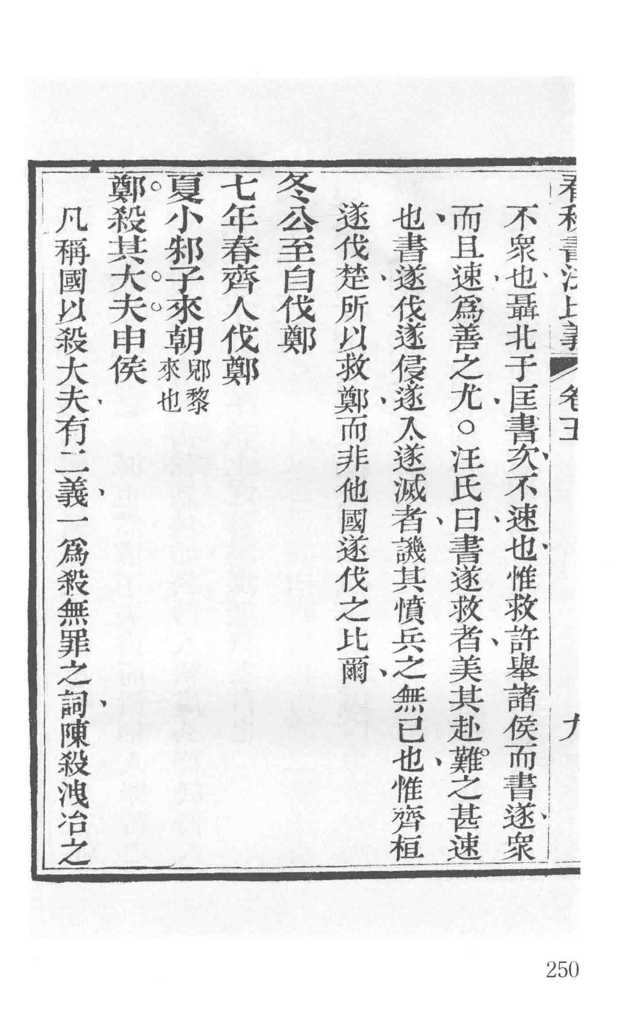 春秋書法比義 卷五 九
不衆也聶北于匡書次不速也惟救許舉諸侯而書遂衆
而且速爲善之尤○汪氏曰書遂救者美其赴難之甚速
也書遂伐遂侵遂入遂滅者譏其憤兵之無已也惟齊桓
遂伐楚所以救鄭而非他國遂伐之比爾
冬公至自伐鄭
七年春齊人伐鄭
夏小邾子來朝郳黎來也
鄭殺其大夫申侯
凡稱國以殺大夫有二義一爲殺無罪之詞陳殺洩冶之
250